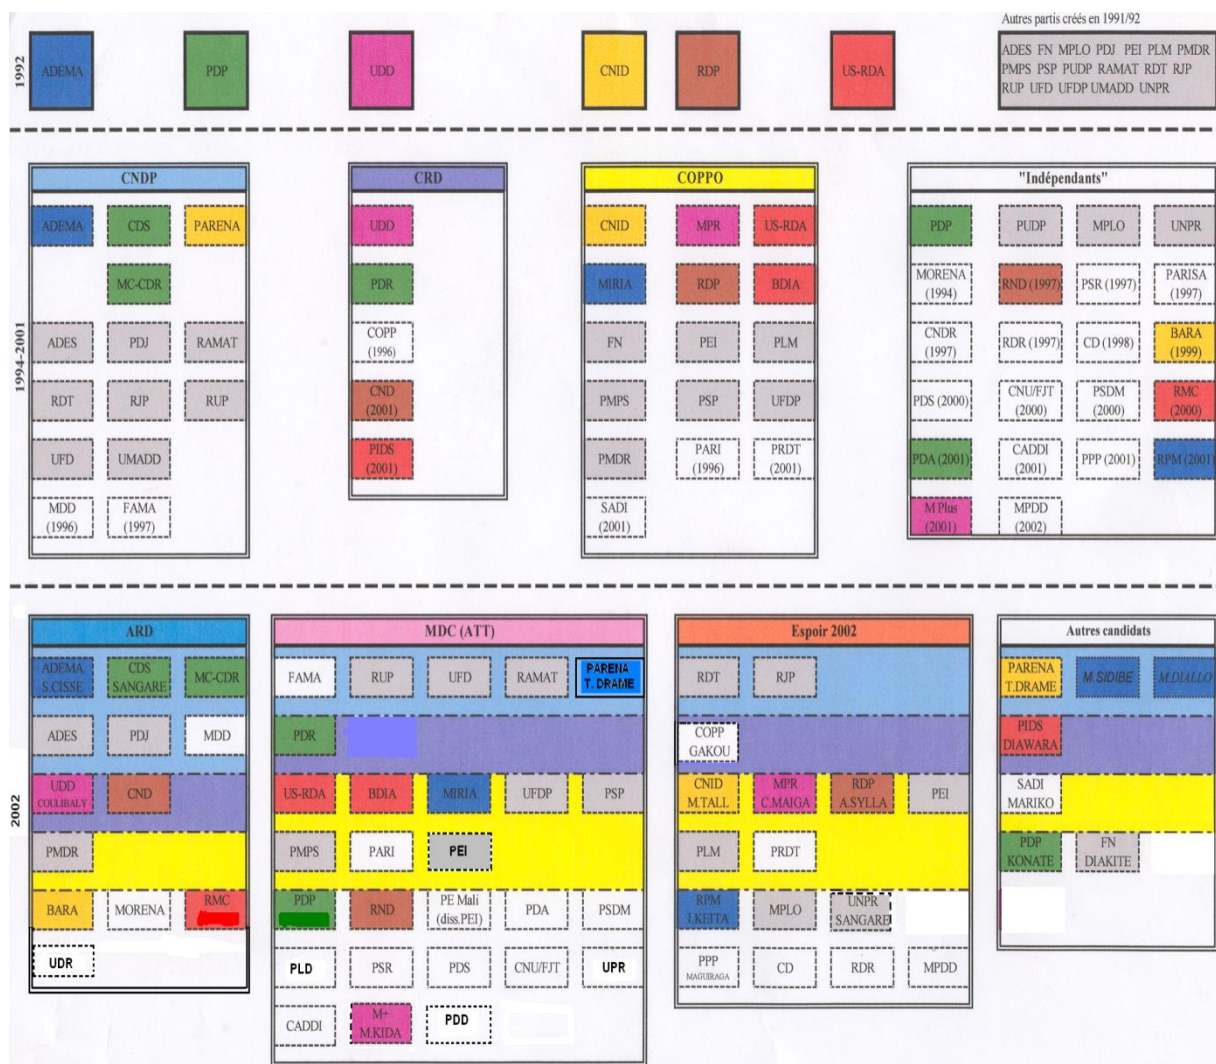 Autres partis créés en 1991/92
1992
ADEMA
PDP
UDD
CNID
RDP
US-RDA
ADES FN MPLO PDJ PEI PLM PMDR
PMPS PSP PUDP RAMAT RDT RJP
RUP UFD UFDP UMADD UNPR
1994-2001
CNDP
ADEMA CDS PARENA
MC-CDR
ADES PDJ RAMAT
RDT RJP RUP
UFD UMADD
MDD FAMA
(1996) (1997)
CRD
UDD
PDR
COPP
(1996)
CND
(2001)
PIDS
(2001)
COPPO
CNID MPR US-RDA
MIRIA RDP BDIA
FN PEI PLM
PMPS PSP UFDP
PMDR PARI PRDT
(1996) (2001)
SADI
(2001)
"Indépendants"
PDP PUDP MPLO UNPR
MORENA RND (1997) PSR (1997) PARISA
(1994) (1997)
CNDR RDR (1997) CD (1998) BARA
(1997) (1999)
PDS (2000) CNU/FJT PSDM RMC
(2000) (2000) (2000)
PDA (2001) CADDI PPP (2001) RPM (2001)
(2001)
M Plus MPDD
(2001) (2002)
2002
ARD
ADEMA CDS MC-CDR
S.CISSE SANGARE
ADES PDJ MDD
UDD CND
COULIBALY
PMDR
BARA MORENA RMC
UDR
MDC (ATT)
FAMA RUP UFD RAMAT PARENA
T. DRAME
PDR
US-RDA BDIA MIRIA UFDP PSP
PMPS PARI PEI
PDP RND PE Mali PDA PSDM
(diss.PEI)
PLD PSR PDS CNU/FJT UPR
CADDI M+ PDD
M.KIDA
Espoir 2002
RDT RJP
COPP
GAKOU
CNID MPR RDP PEI
M.TALL C.MAIGA A.SYLLA
PLM PRDT
RPM MPLO UNPR
I.KEITA SANGARE
PPP CD RDR MPDD
MAGUIRAGA
Autres candidats
PARENA M.SIDIBE M.DIALLO
T.DRAME
PIDS
DIAWARA
SADI
MARIKO
PDP FN
KONATE DIAKITE